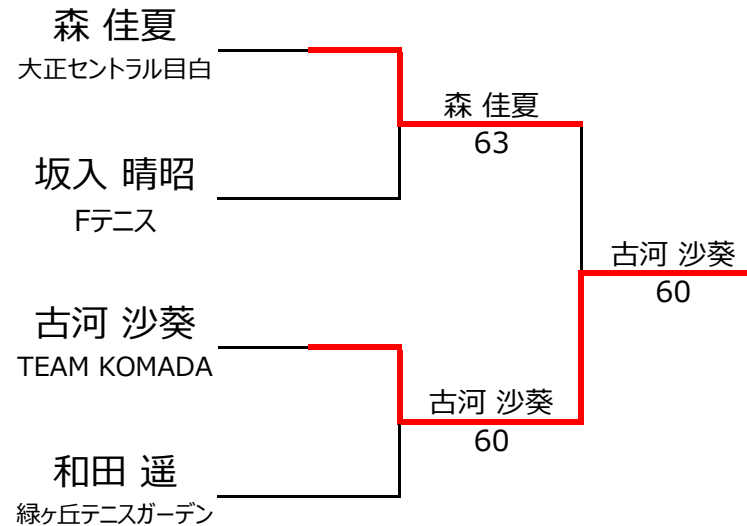 森 佳夏
大正セントラル目白
坂入 晴昭
Fテニス
古河 沙葵
TEAM KOMADA
和田 遥
緑ヶ丘テニスガーデン
森 佳夏
63
古河 沙葵
60
古河 沙葵
60